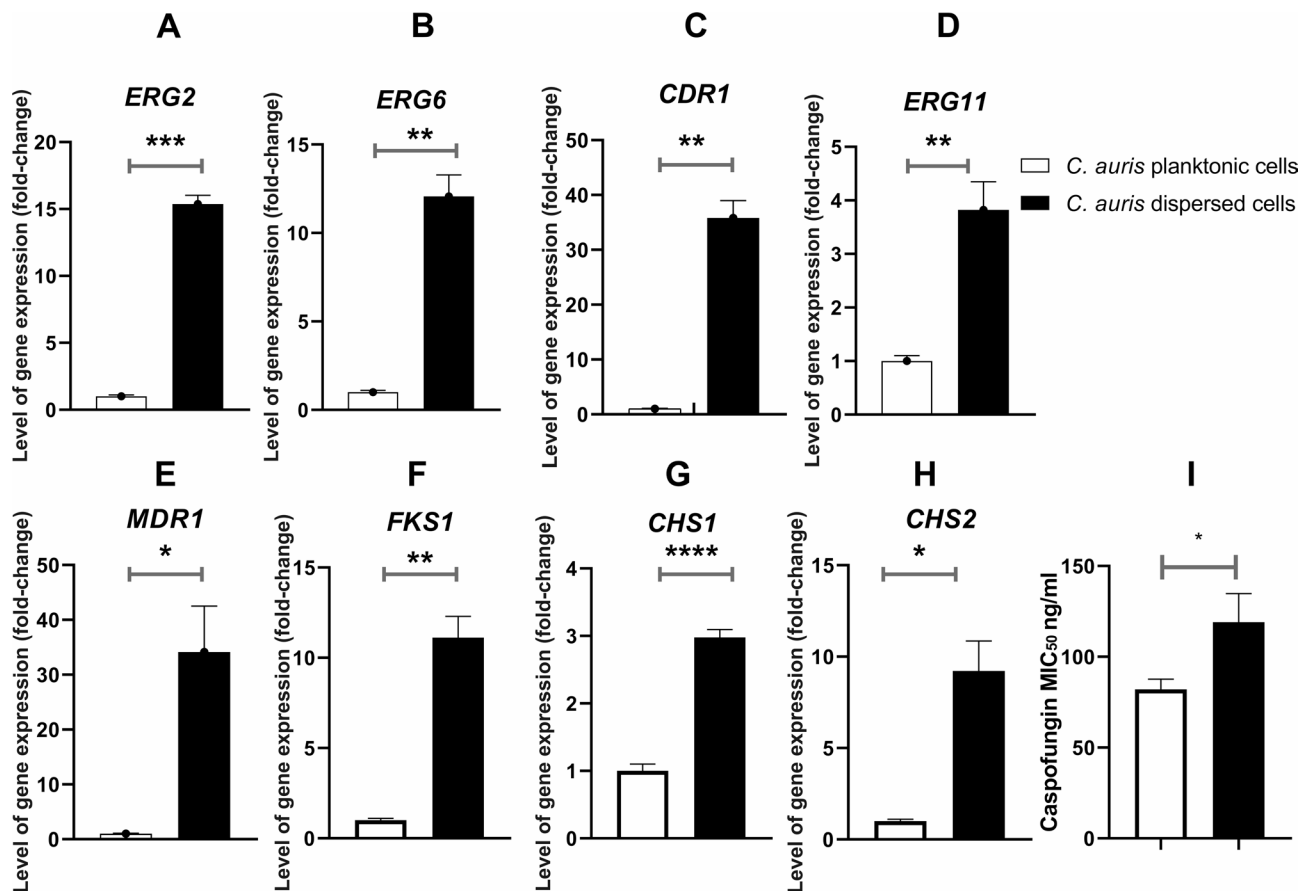 A
ERG2
***
Level of gene expression (fold-change)
20
15
10
5
0
B
ERG6
**
Level of gene expression (fold-change)
15
10
5
0
C
CDR1
**
Level of gene expression (fold-change)
50
40
30
20
10
0
D
ERG11
**
Level of gene expression (fold-change)
5
4
3
2
1
0
C. auris planktonic cells
C. auris dispersed cells
E
MDR1
*
Level of gene expression (fold-change)
50
40
30
20
10
0
F
FKS1
**
Level of gene expression (fold-change)
15
10
5
0
G
CHS1
****
Level of gene expression (fold-change)
4
3
2
1
0
H
CHS2
*
Level of gene expression (fold-change)
15
10
5
0
I
*
Caspofungin MIC₅₀ ng/ml
150
100
50
0